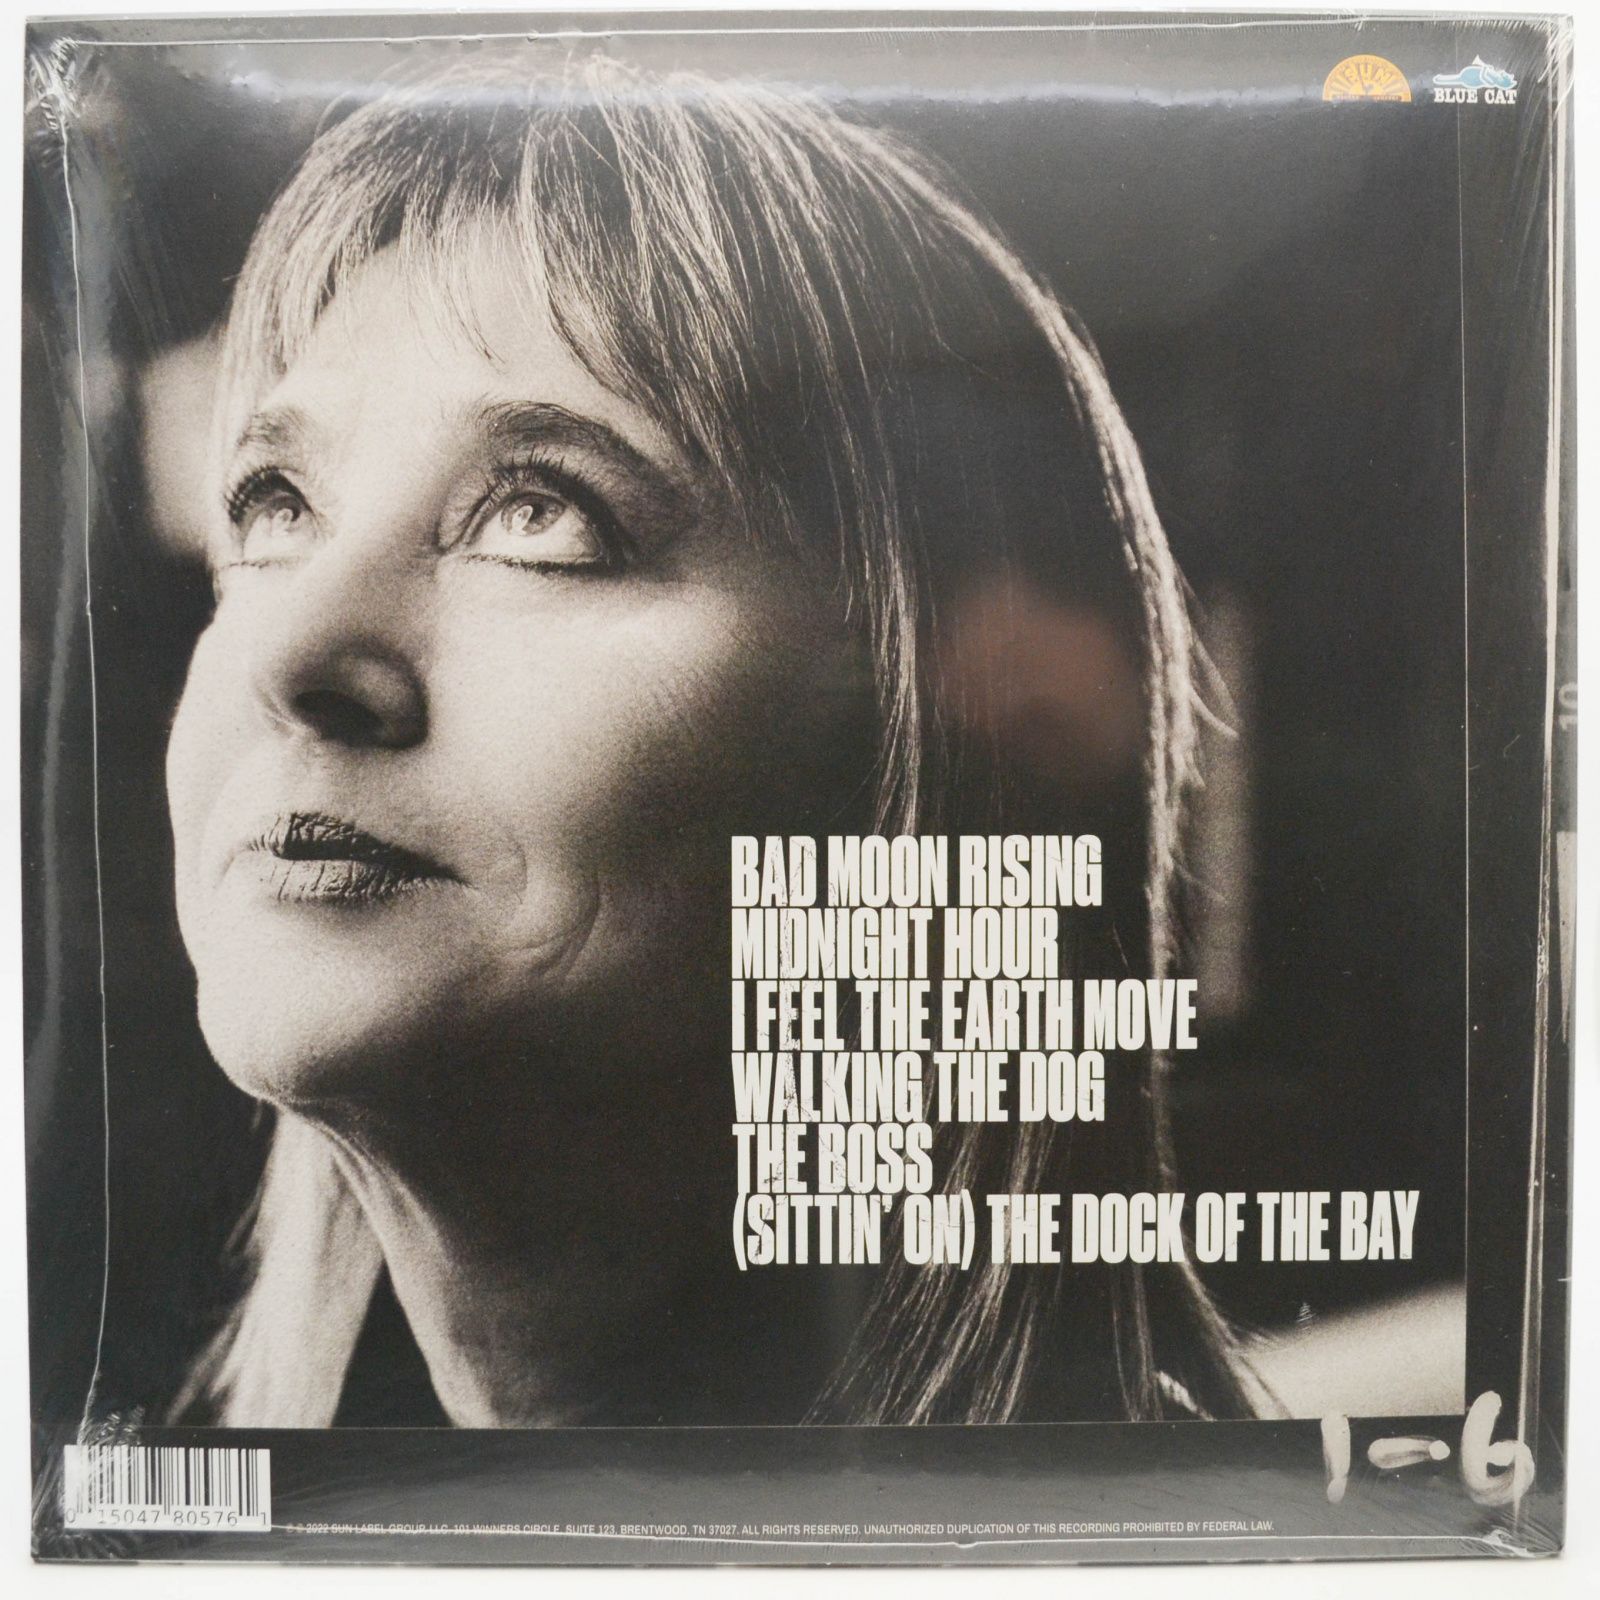 SUN
BLUE CAT
10
BAD MOON RISING
MIDNIGHT HOUR
I FEEL THE EARTH MOVE
WALKING THE DOG
THE BOSS
(SITTIN' ON) THE DOCK OF THE BAY
1-6
0 15047 80576 1
2022 SUN LABEL GROUP, LLC, 101 WINNERS CIRCLE, SUITE 123, BRENTWOOD, TN 37027. ALL RIGHTS RESERVED. UNAUTHORIZED DUPLICATION OF THIS RECORDING PROHIBITED BY FEDERAL LAW.